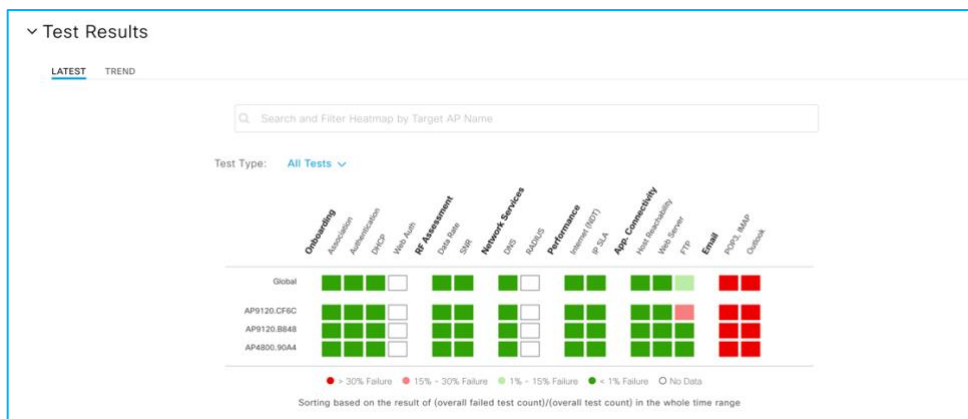 Test Results
LATEST TREND
Search and Filter Heatmap by Target AP Name
Test Type: All Tests
Onboarding
Association
Authentication
DHCP
Web Auth
RF Assessment
Data Rate
SNR
Network Services
DNS
RADIUS
Performance
Internet (NDT)
IP SLA
App. Connectivity
Host Reachability
Web Server
FTP
Email
POP3, IMAP
Outlook
Global
AP9120.CF6C
AP9120.B848
AP4800.90A4
> 30% Failure 15% - 30% Failure 1% - 15% Failure < 1% Failure No Data
Sorting based on the result of (overall failed test count)/(overall test count) in the whole time range